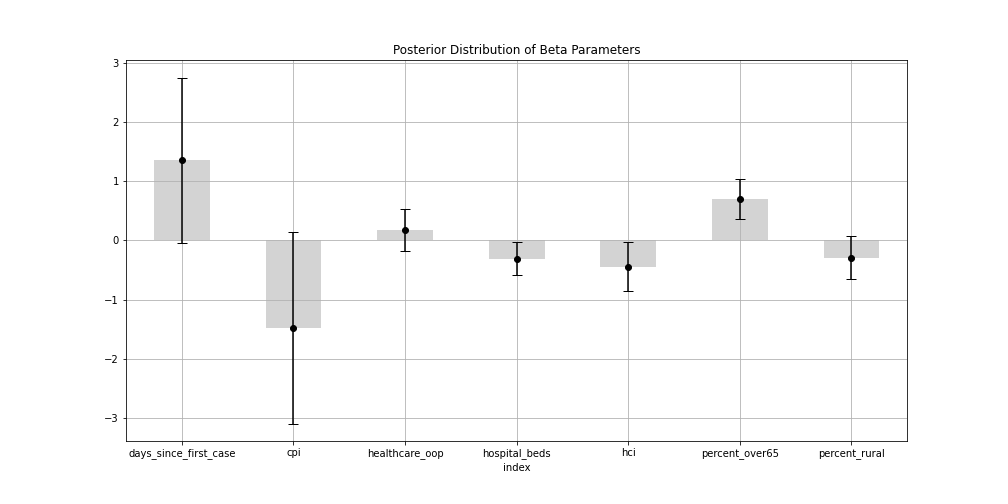 Posterior Distribution of Beta Parameters
3
2
1
0
−1
−2
−3
days_since_first_case cpi healthcare_oop hospital_beds hci percent_over65 percent_rural
index